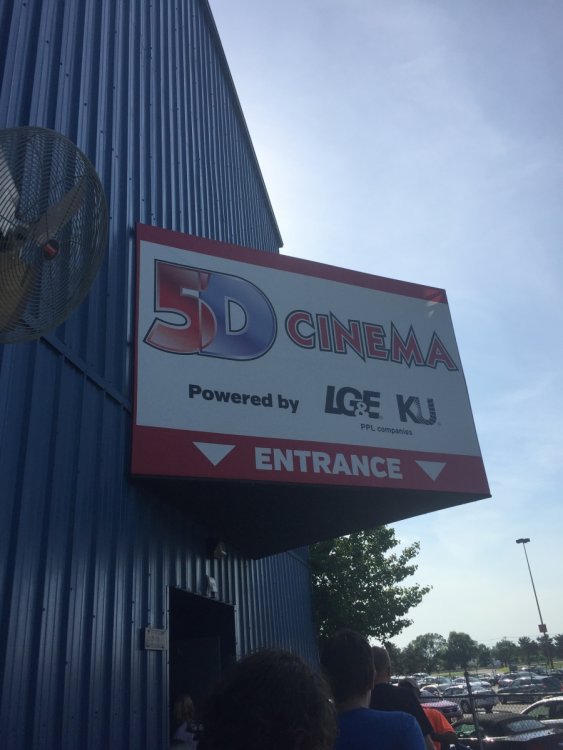 5D CINEMA
Powered by LG&E KU
PPL companies
ENTRANCE